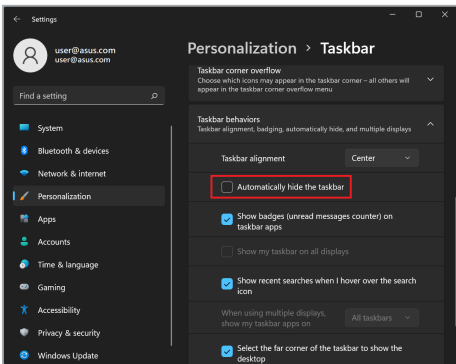 Settings
user@asus.com
user@asus.com
Find a setting
System
Bluetooth & devices
Network & internet
Personalization
Apps
Accounts
Time & language
Gaming
Accessibility
Privacy & security
Windows Update
Personalization > Taskbar
Taskbar corner overflow
Choose which icons may appear in the taskbar corner – all others will
appear in the taskbar corner overflow menu
Taskbar behaviors
Taskbar alignment, badging, automatically hide, and multiple displays
Taskbar alignment
Center
Automatically hide the taskbar
Show badges (unread messages counter) on
taskbar apps
Show my taskbar on all displays
Show recent searches when I hover over the search
icon
When using multiple displays,
show my taskbar apps on
All taskbars
Select the far corner of the taskbar to show the
desktop